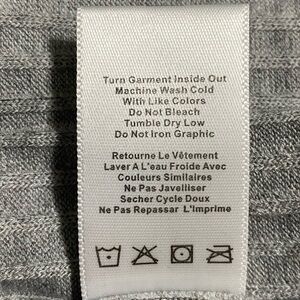 Turn Garment Inside Out
Machine Wash Cold
With Like Colors
Do Not Bleach
Tumble Dry Low
Do Not Iron Graphic
Retourne Le Vêtement
Laver A L'eau Froide Avec
Couleurs Similaires
Ne Pas Javelliser
Secher Cycle Doux
Ne Pas Repasser L'Imprime